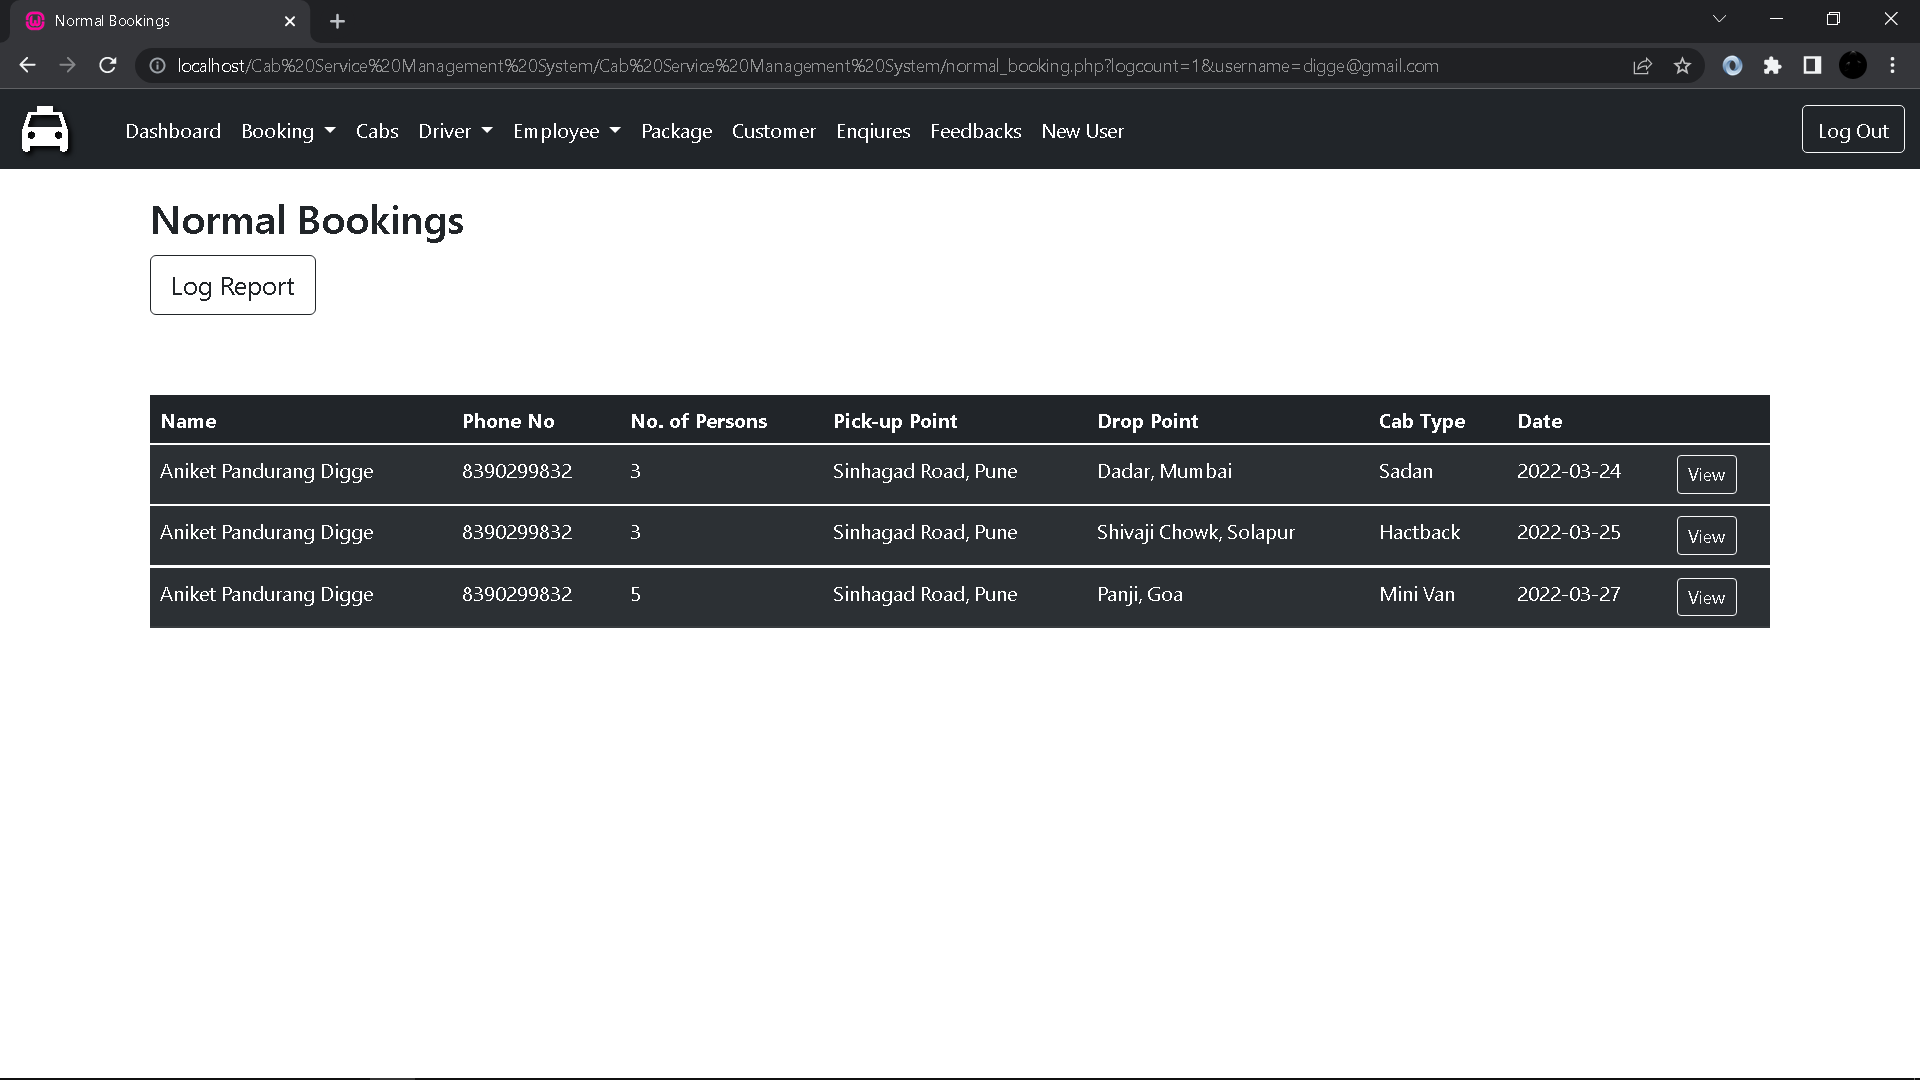 Normal Bookings
localhost/Cab%20Service%20Management%20System/Cab%20Service%20Management%20System/normal_booking.php?logcount=1&username=digge@gmail.com
Dashboard Booking Cabs Driver Employee Package Customer Enqiures Feedbacks New User Log Out
Normal Bookings
Log Report
Name Phone No No. of Persons Pick-up Point Drop Point Cab Type Date
Aniket Pandurang Digge 8390299832 3 Sinhagad Road, Pune Dadar, Mumbai Sadan 2022-03-24 View
Aniket Pandurang Digge 8390299832 3 Sinhagad Road, Pune Shivaji Chowk, Solapur Hactback 2022-03-25 View
Aniket Pandurang Digge 8390299832 5 Sinhagad Road, Pune Panji, Goa Mini Van 2022-03-27 View